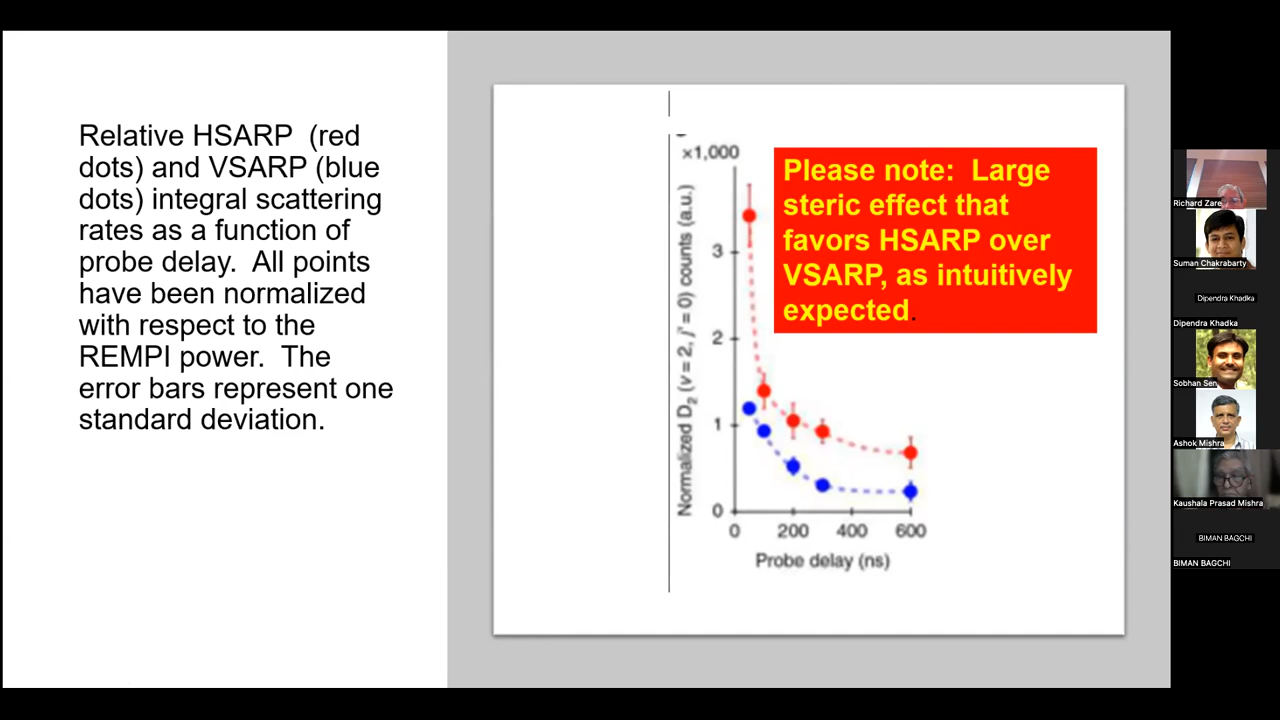 Relative HSARP (red
dots) and VSARP (blue
dots) integral scattering
rates as a function of
probe delay. All points
have been normalized
with respect to the
REMPI power. The
error bars represent one
standard deviation.
×1,000
Please note: Large
steric effect that
favors HSARP over
VSARP, as intuitively
expected.
Normalized D2 (v = 2, j' = 0) counts (a.u.)
3
2
1
0
0 200 400 600
Probe delay (ns)
Richard Zare
Suman Chakrabarty
Dipendra Khadka
Dipendra Khadka
Sobhan Sen
Ashok Mishra
Kaushala Prasad Mishra
BIMAN BAGCHI
BIMAN BAGCHI